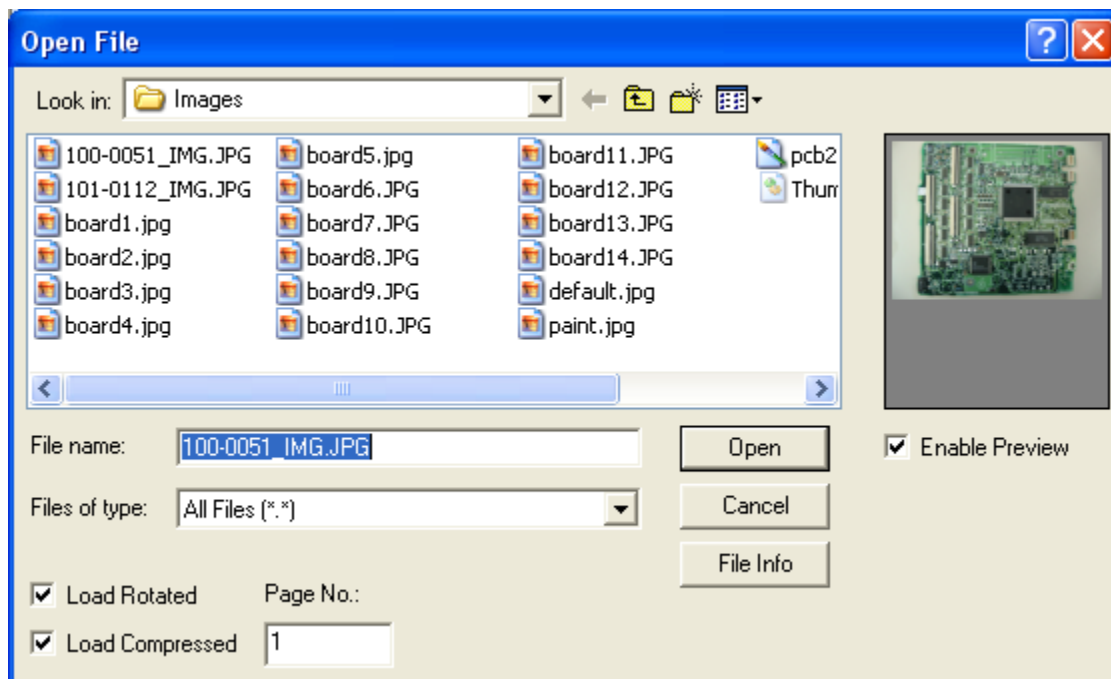 Open File
Look in: Images
100-0051_IMG.JPG
101-0112_IMG.JPG
board1.jpg
board2.jpg
board3.jpg
board4.jpg
board5.jpg
board6.JPG
board7.JPG
board8.JPG
board9.JPG
board10.JPG
board11.JPG
board12.JPG
board13.JPG
board14.JPG
default.jpg
paint.jpg
pcb2
Thum
File name: 100-0051_IMG.JPG
Open
Enable Preview
Files of type: All Files (*.*)
Cancel
File Info
Load Rotated
Page No.:
Load Compressed
1